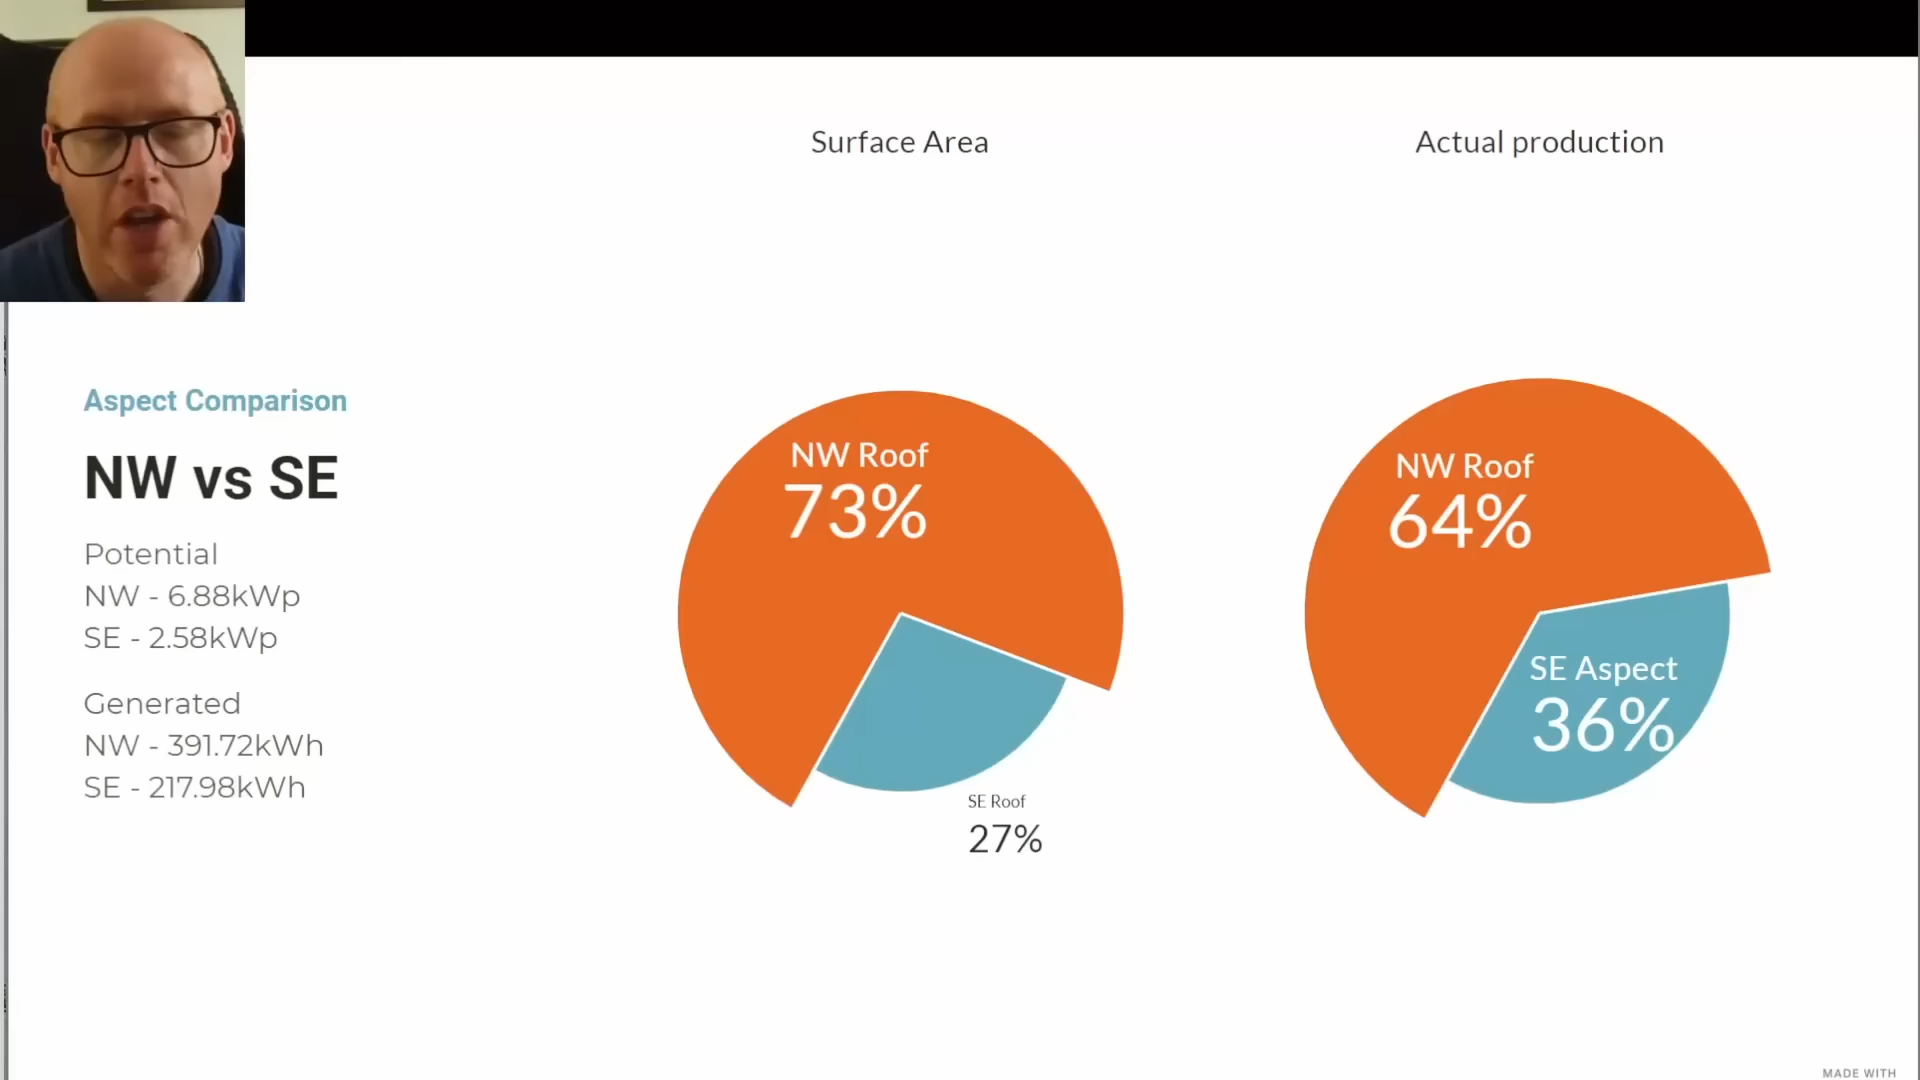 Surface Area
Actual production
Aspect Comparison
NW vs SE
Potential
NW - 6.88kWp
SE - 2.58kWp
Generated
NW - 391.72kWh
SE - 217.98kWh
NW Roof
73%
SE Roof
27%
NW Roof
64%
SE Aspect
36%
MADE WITH